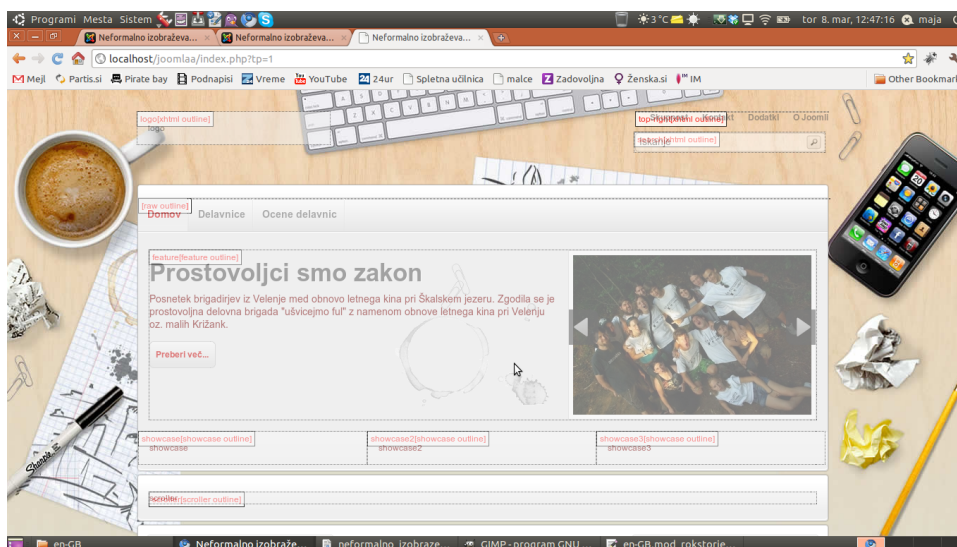 Programi Mesta Sistem
3°C
tor 8. mar, 12:47:16
maja
Neformalno izobraževa...
Neformalno izobraževa...
Neformalno izobraževa...
localhost/joomlaa/index.php?tp=1
Mejl
Partis.si
Pirate bay
Podnapisi
Vreme
YouTube
24ur
Spletna učilnica
malce
Zadovoljna
Ženska.si
IM
Other Bookmar
logo[xhtml outline]
logo
top-right[xhtml outline]
Dodatki
O Joomli
search[xhtml outline]
Iskanje
[raw outline]
Domov
Delavnice
Ocene delavnic
feature[feature outline]
Prostovoljci smo zakon
Posnetek brigadirjev iz Velenje med obnovo letnega kina pri Škalskem jezeru. Zgodila se je
prostovoljna delovna brigada "ušvicejmo ful" z namenom obnove letnega kina pri Velenju
oz. malih Križank.
Preberi več...
showcase[showcase outline]
showcase
showcase2[showcase outline]
showcase2
showcase3[showcase outline]
showcase3
scroller[scroller outline]
scroller
Sharpie
en-GB
Neformalno izobraže...
neformalno_izobraze...
GIMP - program GNU ...
en-GB.mod_rokstorie...